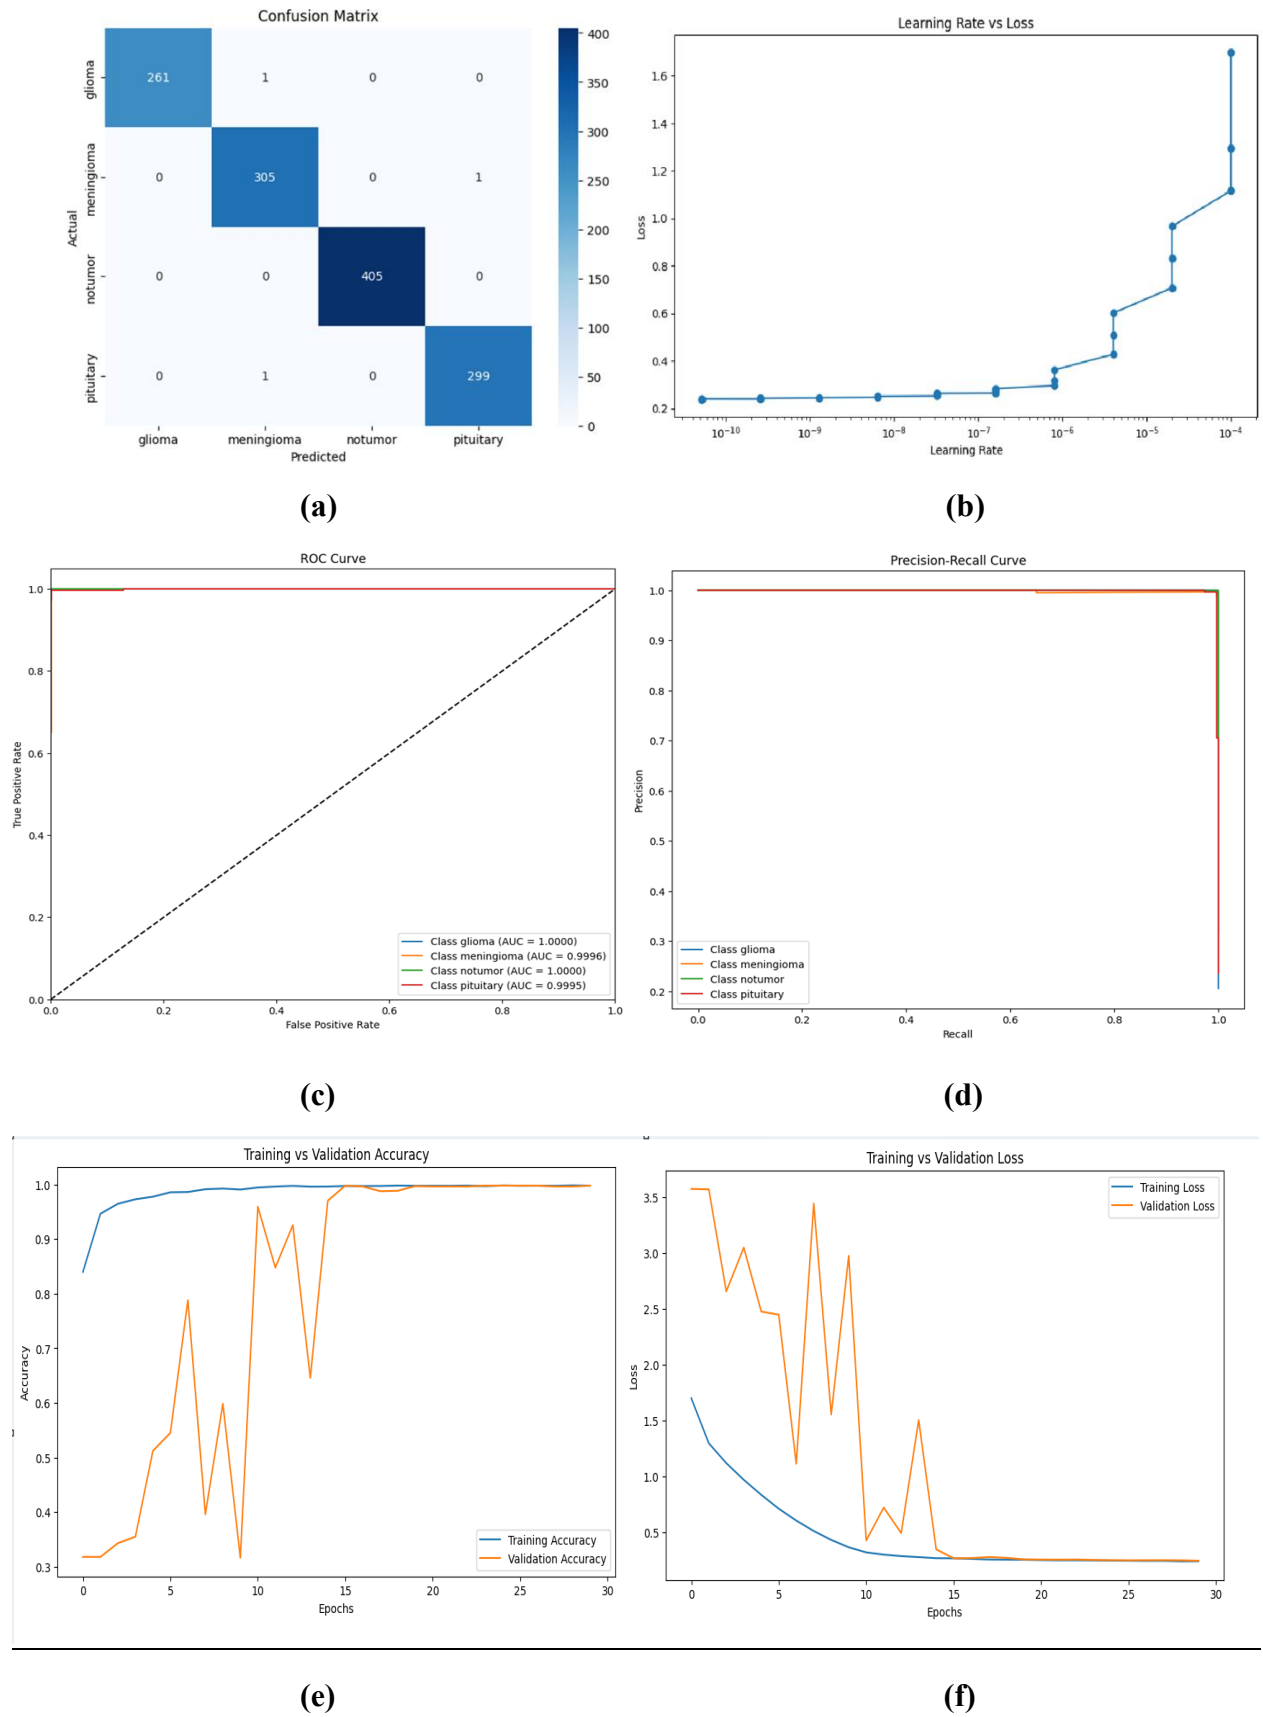 Confusion Matrix
glioma
meningioma
notumor
pituitary
Actual
261 1 0 0
0 305 0 1
0 0 405 0
0 1 0 299
glioma meningioma notumor pituitary
Predicted
400
350
300
250
200
150
100
50
0
(a)
Learning Rate vs Loss
Loss
1.6
1.4
1.2
1.0
0.8
0.6
0.4
0.2
10⁻¹⁰ 10⁻⁹ 10⁻⁸ 10⁻⁷ 10⁻⁶ 10⁻⁵ 10⁻⁴
Learning Rate
(b)
ROC Curve
True Positive Rate
1.0
0.8
0.6
0.4
0.2
0.0
0.0 0.2 0.4 0.6 0.8 1.0
False Positive Rate
Class glioma (AUC = 1.0000)
Class meningioma (AUC = 0.9996)
Class notumor (AUC = 1.0000)
Class pituitary (AUC = 0.9995)
(c)
Precision-Recall Curve
Precision
1.0
0.9
0.8
0.7
0.6
0.5
0.4
0.3
0.2
Class glioma
Class meningioma
Class notumor
Class pituitary
0.0 0.2 0.4 0.6 0.8 1.0
Recall
(d)
Training vs Validation Accuracy
Accuracy
1.0
0.9
0.8
0.7
0.6
0.5
0.4
0.3
Training Accuracy
Validation Accuracy
0 5 10 15 20 25 30
Epochs
(e)
Training vs Validation Loss
Loss
3.5
3.0
2.5
2.0
1.5
1.0
0.5
Training Loss
Validation Loss
0 5 10 15 20 25 30
Epochs
(f)